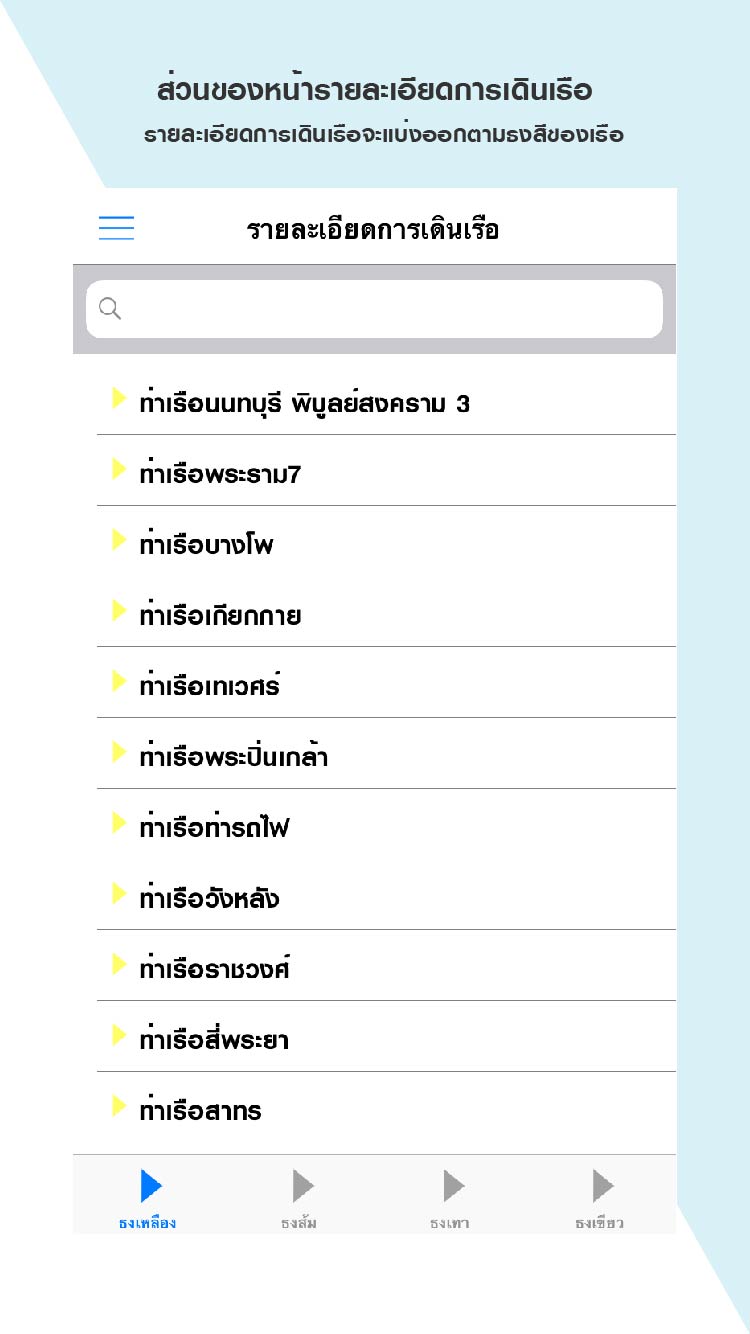 ส่วนของหน้ารายละเอียดการเดินเรือ
รายละเอียดการเดินเรือจะแบ่งออกตามธงสีของเรือ
รายละเอียดการเดินเรือ
ท่าเรือนนทบุรี พิบูลย์สงคราม 3
ท่าเรือพระราม7
ท่าเรือบางโพ
ท่าเรือเกียกกาย
ท่าเรือเทเวศร์
ท่าเรือพระปิ่นเกล้า
ท่าเรือท่ารถไฟ
ท่าเรือวังหลัง
ท่าเรือราชวงศ์
ท่าเรือสี่พระยา
ท่าเรือสาทร
ธงเหลือง ธงส้ม ธงเทา ธงเขียว